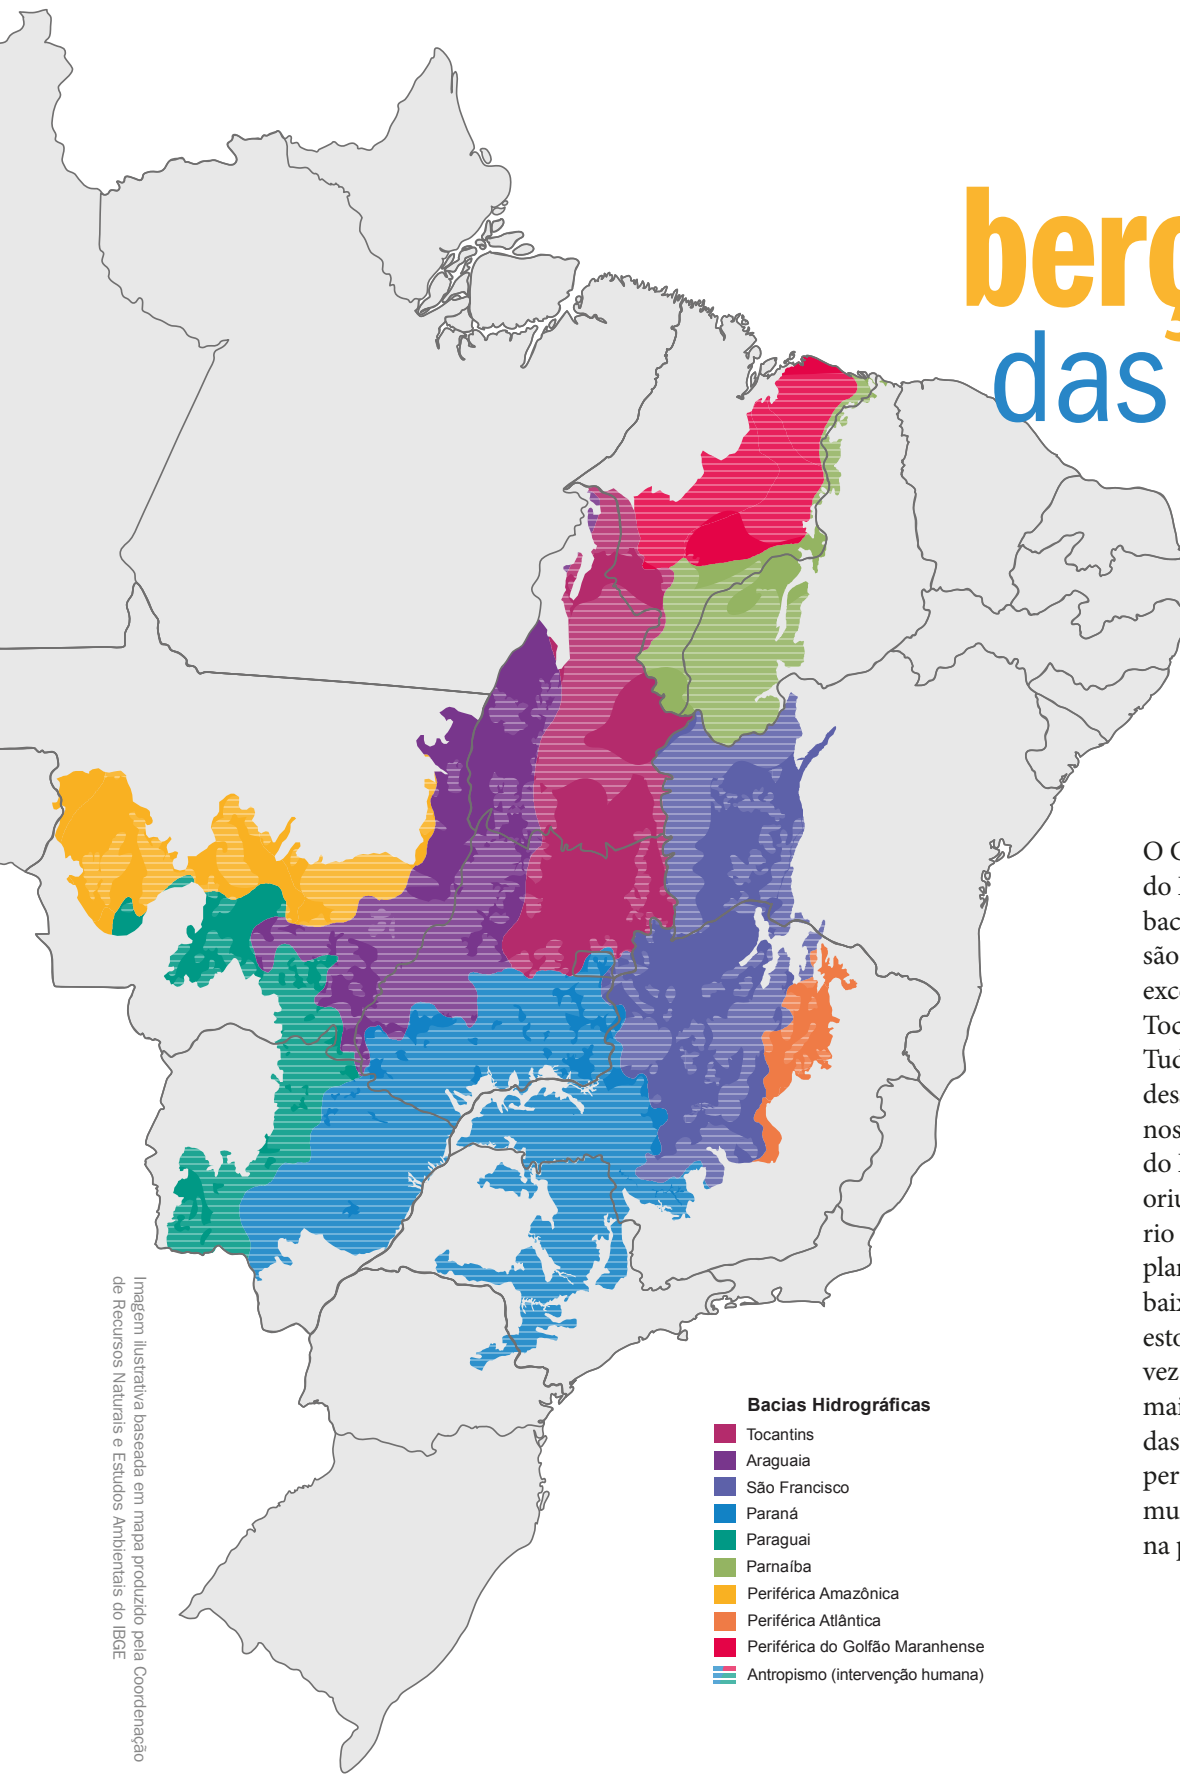 berç
das
O C
do
bac
são
exc
Toc
Tud
des
nos
do
oriu
rio
plan
baix
esto
vez
mai
das
per
mu
na p
Bacias Hidrográficas
Tocantins
Araguaia
São Francisco
Paraná
Paraguai
Parnaíba
Periférica Amazônica
Periférica Atlântica
Periférica do Golfão Maranhense
Antropismo (intervenção humana)
Imagem ilustrativa baseada em mapa produzido pela Coordenação
de Recursos Naturais e Estudos Ambientais do IBGE